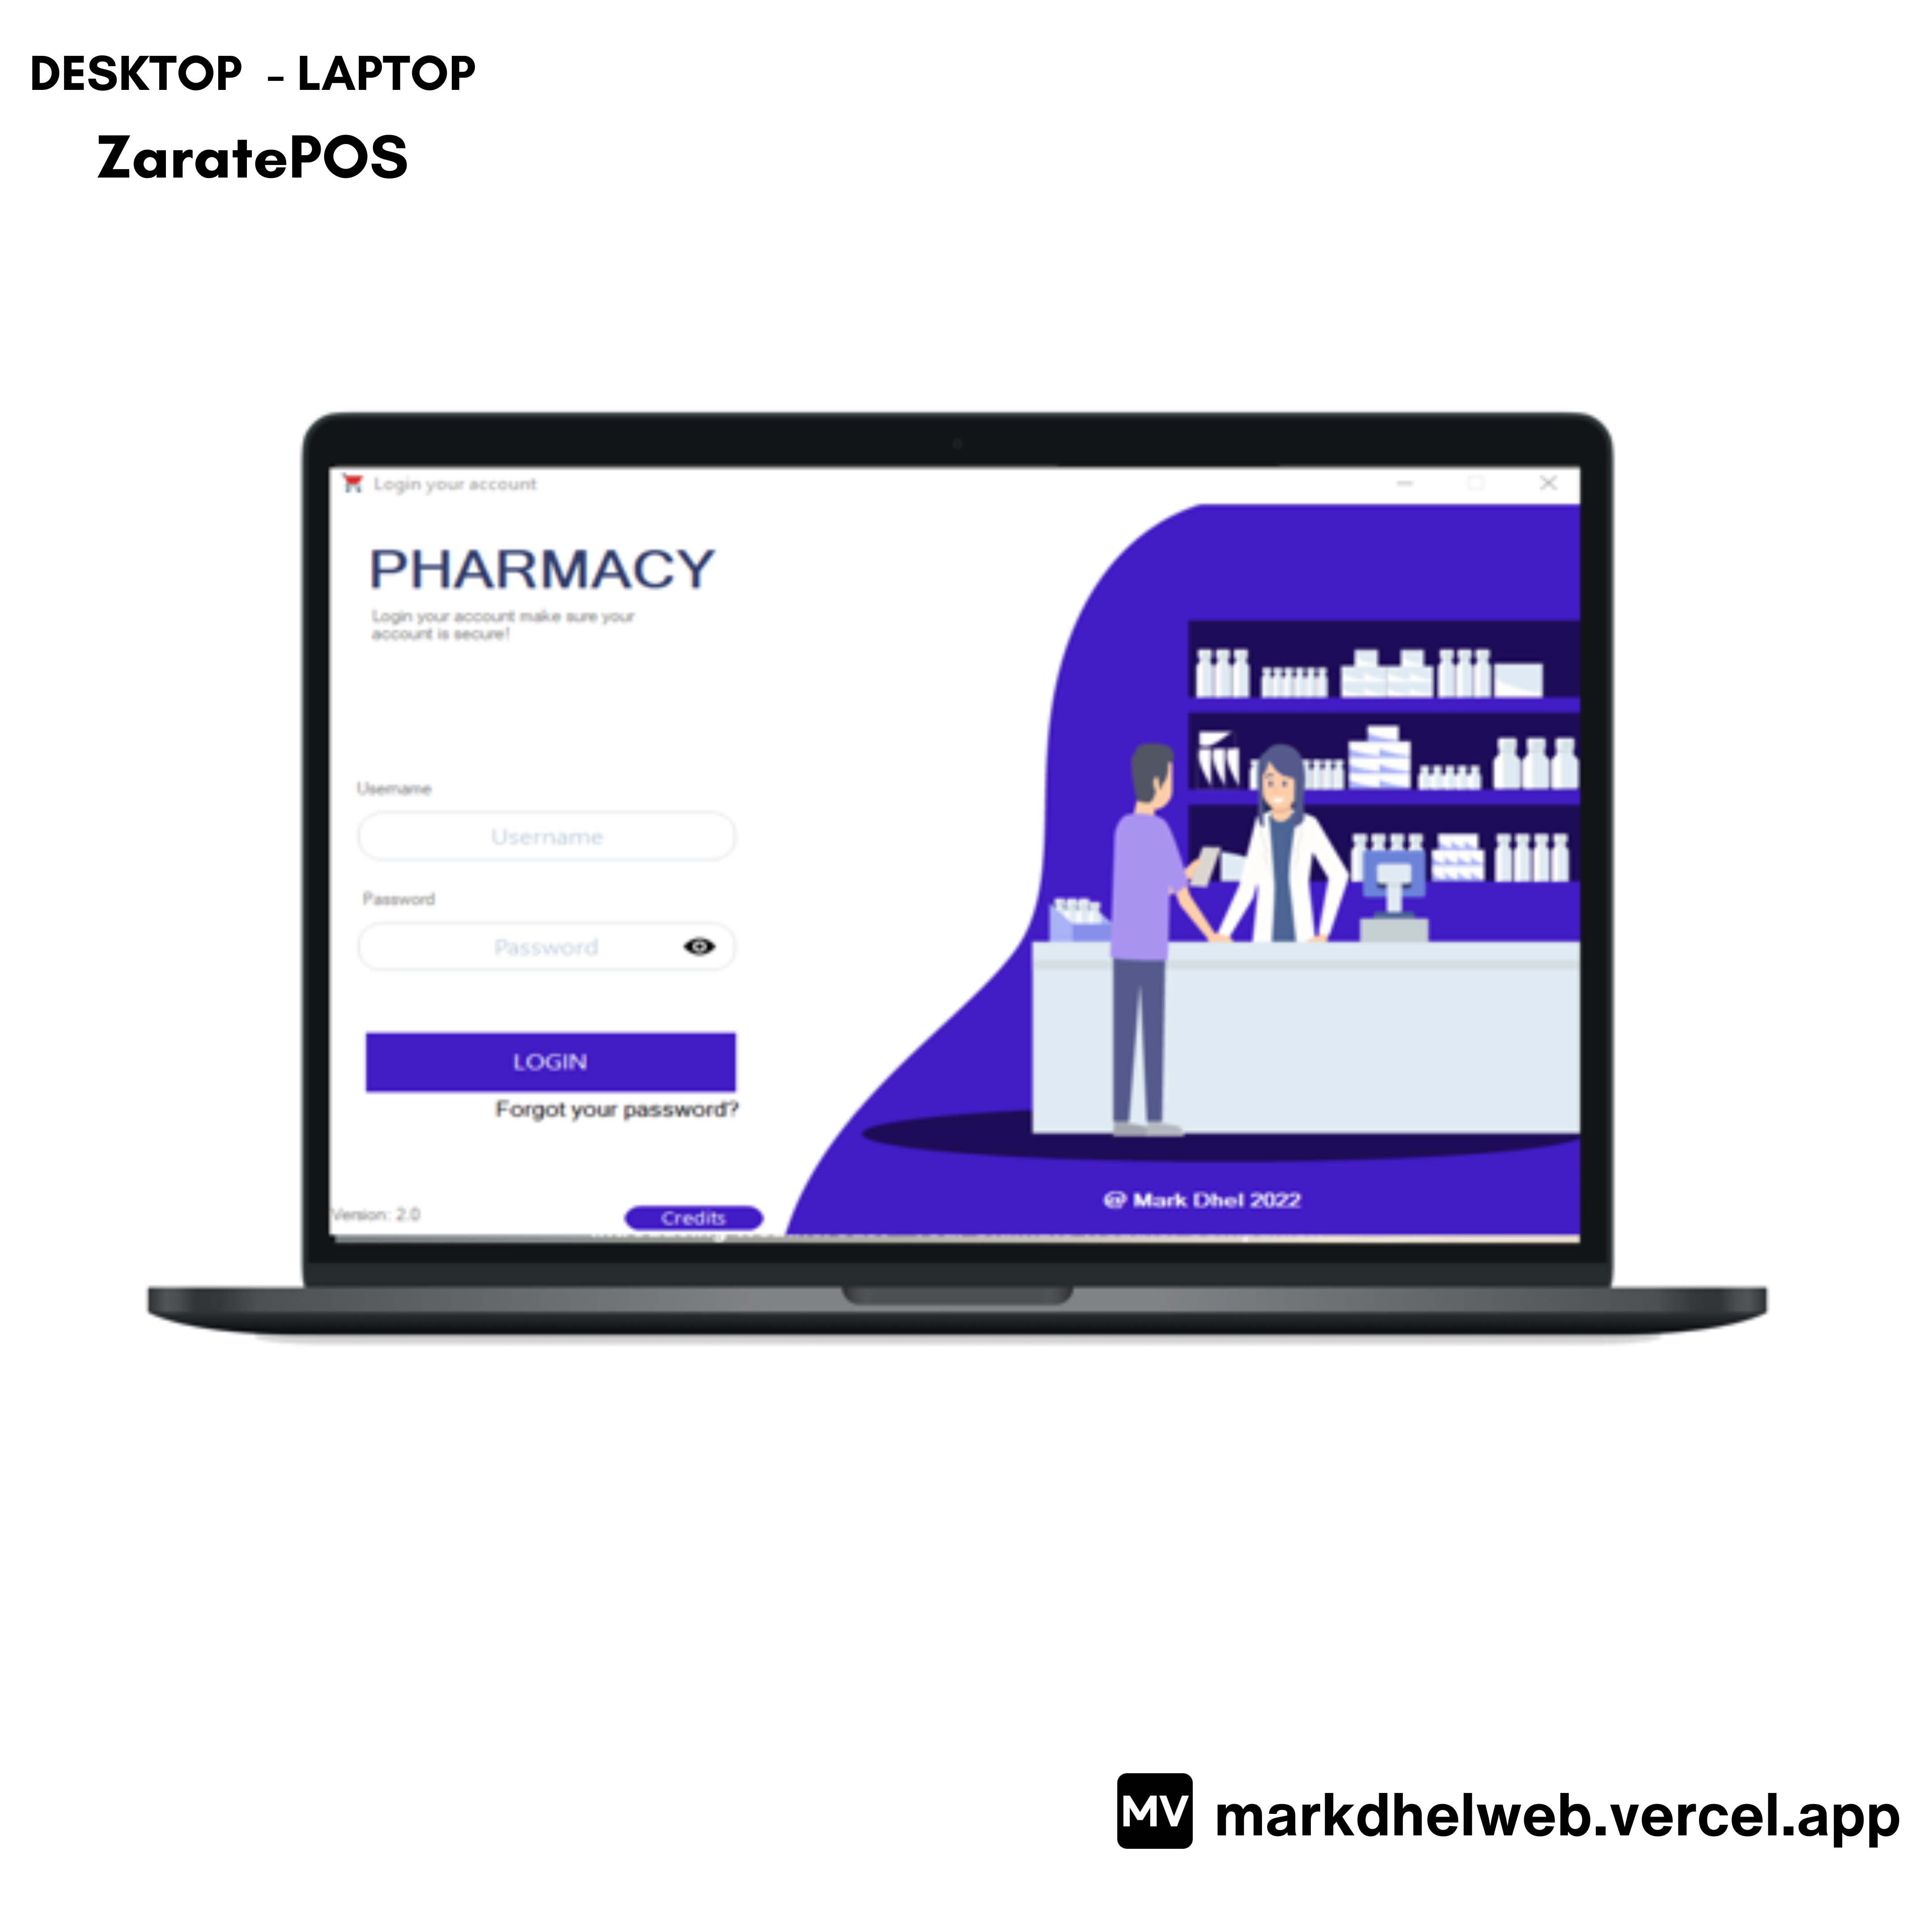 DESKTOP - LAPTOP
ZaratePOS
Login your account
PHARMACY
Login your account make sure your
account is secure!
Username
Username
Password
Password
LOGIN
Forgot your password?
Version: 2.0
Credits
@ Mark Dhel 2022
MV markdhelweb.vercel.app